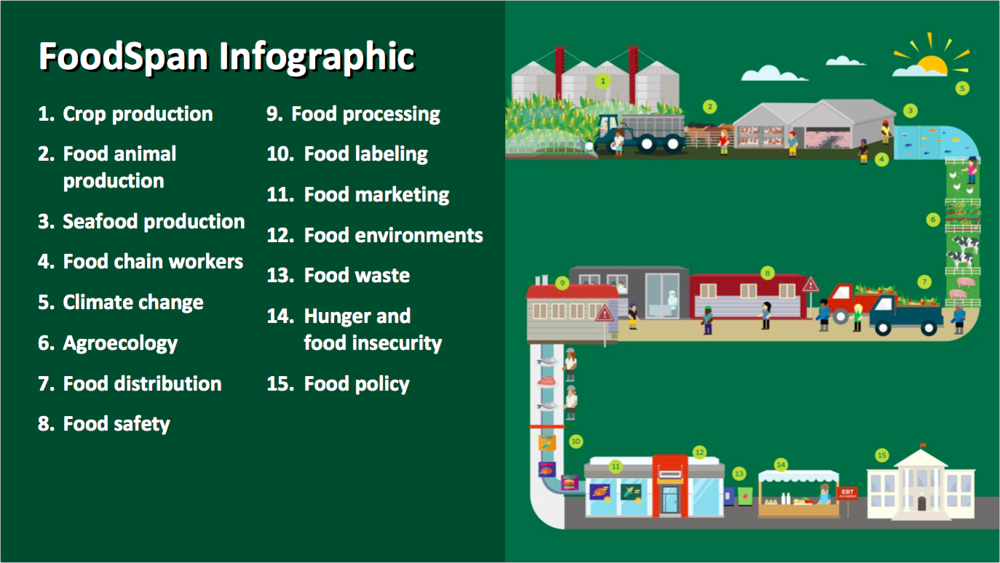 FoodSpan Infographic
1. Crop production
2. Food animal
production
3. Seafood production
4. Food chain workers
5. Climate change
6. Agroecology
7. Food distribution
8. Food safety
9. Food processing
10. Food labeling
11. Food marketing
12. Food environments
13. Food waste
14. Hunger and
food insecurity
15. Food policy
1
2
3
4
5
6
7
8
9
10
11
12
13
14
15
EBT
Accepted